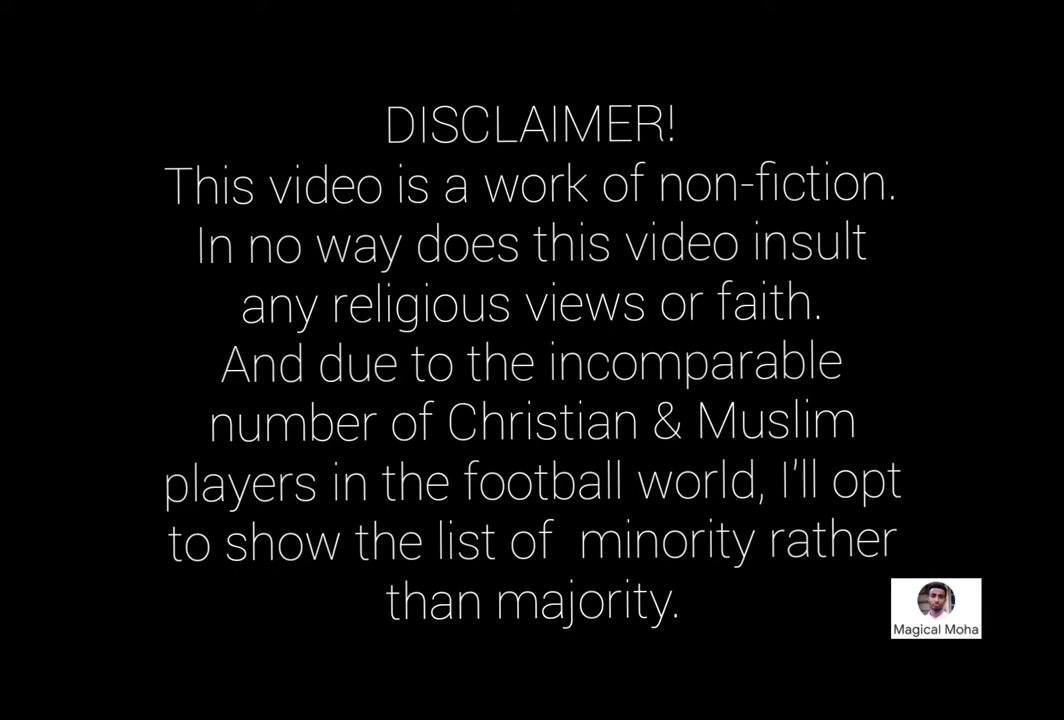 DISCLAIMER!
This video is a work of non-fiction.
In no way does this video insult
any religious views or faith.
And due to the incomparable
number of Christian & Muslim
players in the football world, I'll opt
to show the list of minority rather
than majority.
Magical Moha